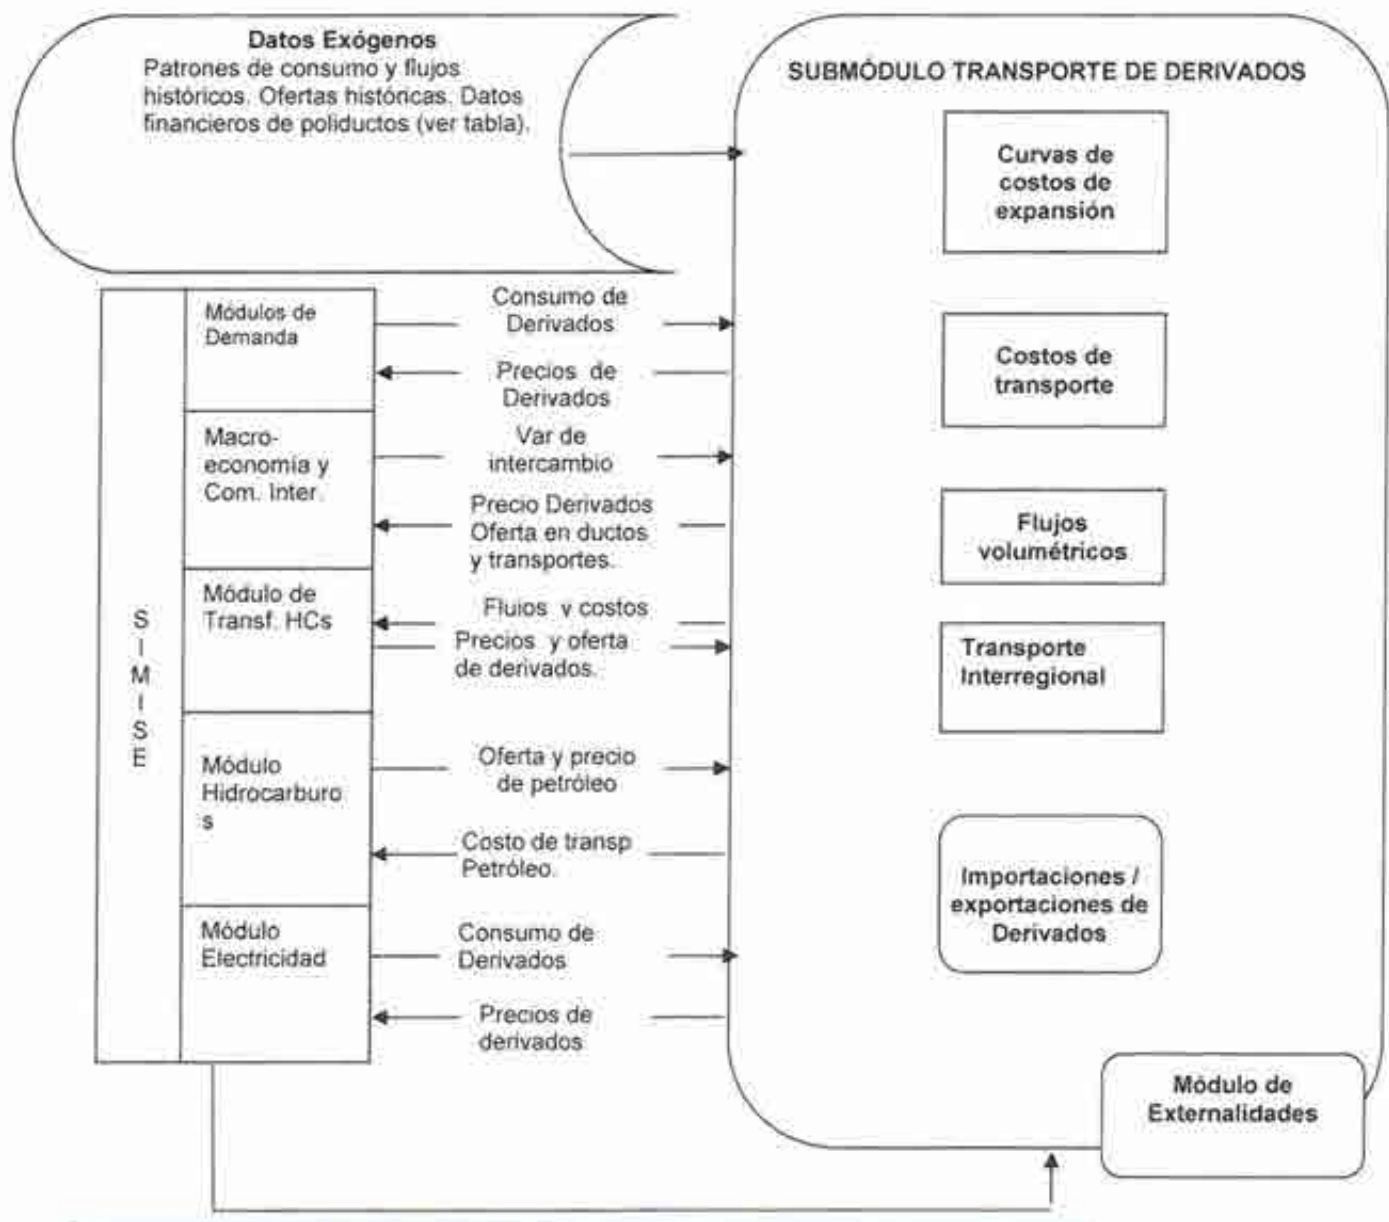 Datos Exógenos
Patrones de consumo y flujos
históricos. Ofertas históricas. Datos
financieros de poliductos (ver tabla).
SUBMÓDULO TRANSPORTE DE DERIVADOS
Curvas de
costos de
expansión
Costos de
transporte
Flujos
volumétricos
Transporte
Interregional
Importaciones /
exportaciones de
Derivados
Módulo de
Externalidades
S
I
M
I
S
E
Módulos de
Demanda
Consumo de
Derivados
Precios de
Derivados
Macro-
economía y
Com. Inter.
Var de
intercambio
Precio Derivados
Oferta en ductos
y transportes.
Módulo de
Transf. HCs
Flujos y costos
Precios y oferta
de derivados.
Módulo
Hidrocarburo
s
Oferta y precio
de petróleo
Costo de transp
Petróleo.
Módulo
Electricidad
Consumo de
Derivados
Precios de
derivados